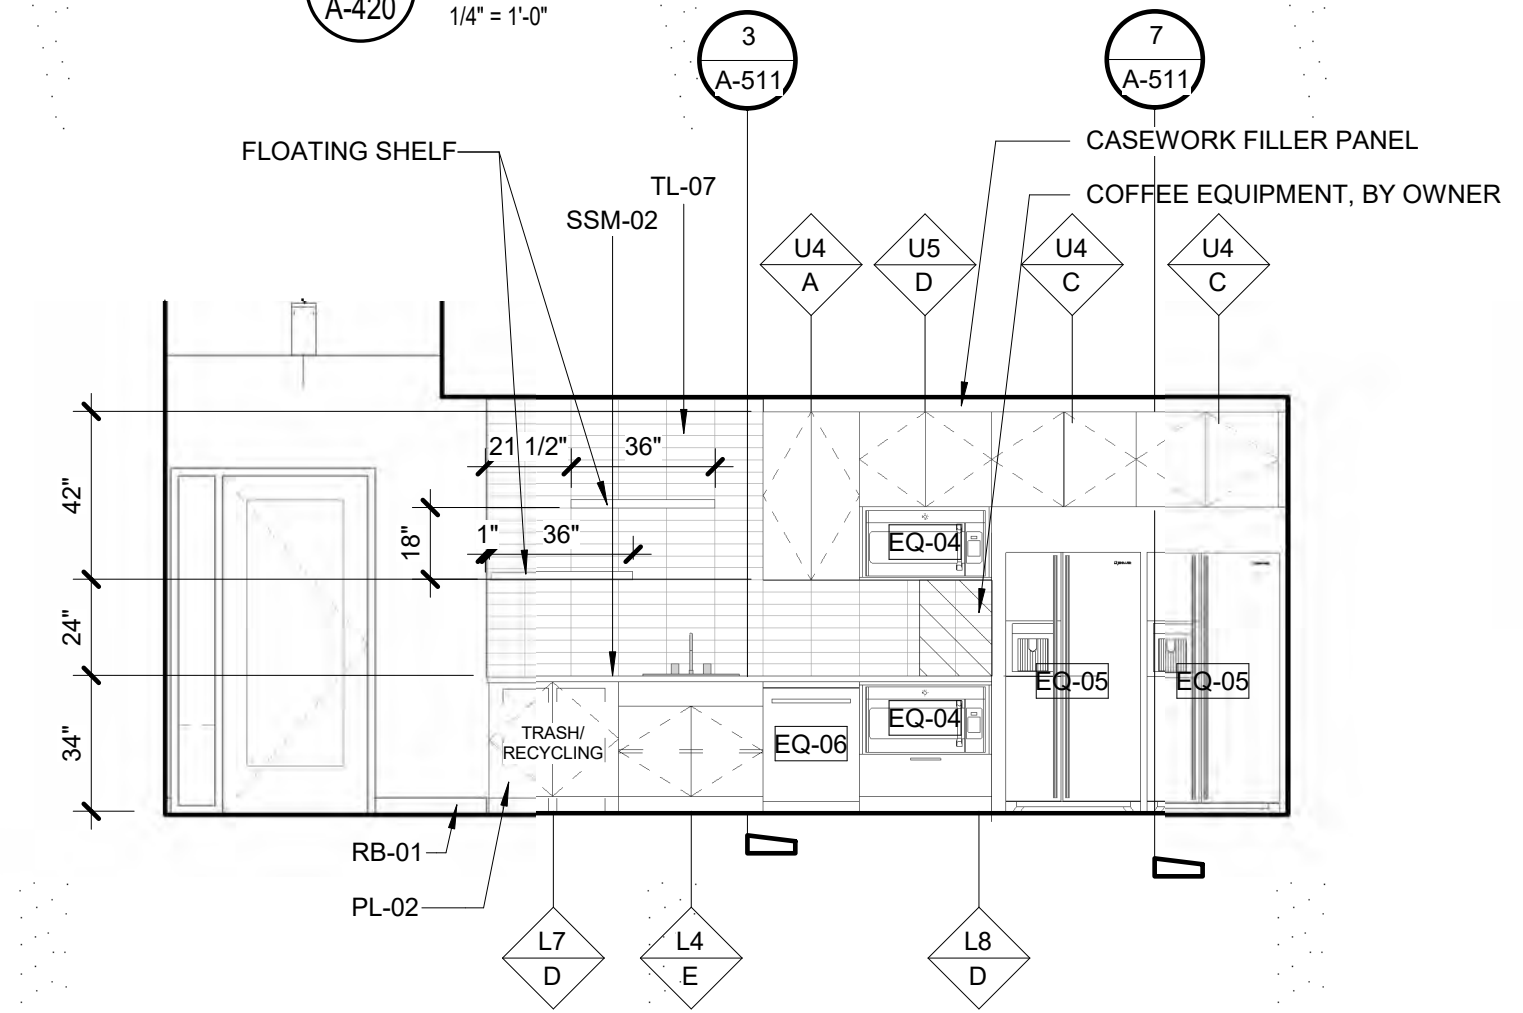 A-420
1/4" = 1'-0"
3
A-511
7
A-511
FLOATING SHELF
CASEWORK FILLER PANEL
TL-07
COFFEE EQUIPMENT, BY OWNER
SSM-02
U4
A
U5
D
U4
C
U4
C
21 1/2"
36"
42"
18"
1"
36"
EQ-04
24"
EQ-05
EQ-05
34"
TRASH/
RECYCLING
EQ-06
EQ-04
RB-01
PL-02
L7
D
L4
E
L8
D